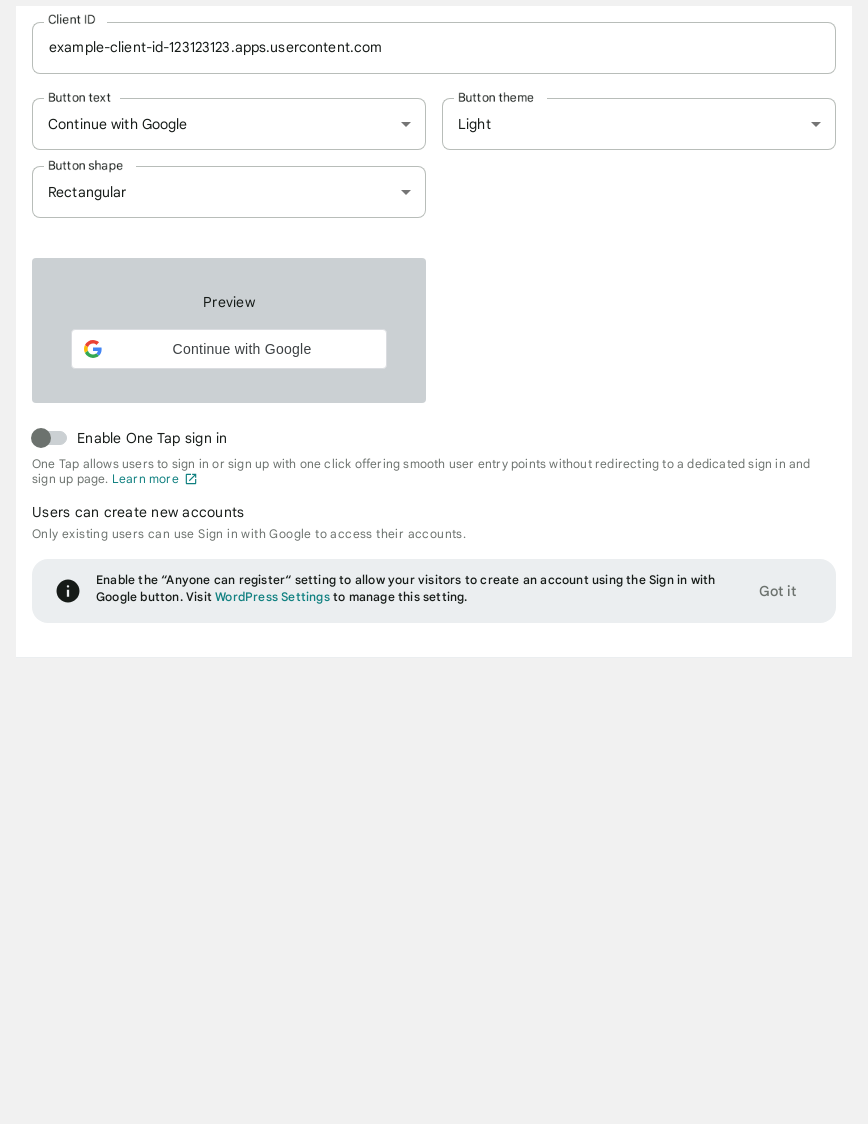 Client ID
example-client-id-123123123.apps.usercontent.com
Button text
Continue with Google
Button theme
Light
Button shape
Rectangular
Preview
Continue with Google
Enable One Tap sign in
One Tap allows users to sign in or sign up with one click offering smooth user entry points without redirecting to a dedicated sign in and
sign up page. Learn more
Users can create new accounts
Only existing users can use Sign in with Google to access their accounts.
Enable the “Anyone can register“ setting to allow your visitors to create an account using the Sign in with
Google button. Visit WordPress Settings to manage this setting.
Got it